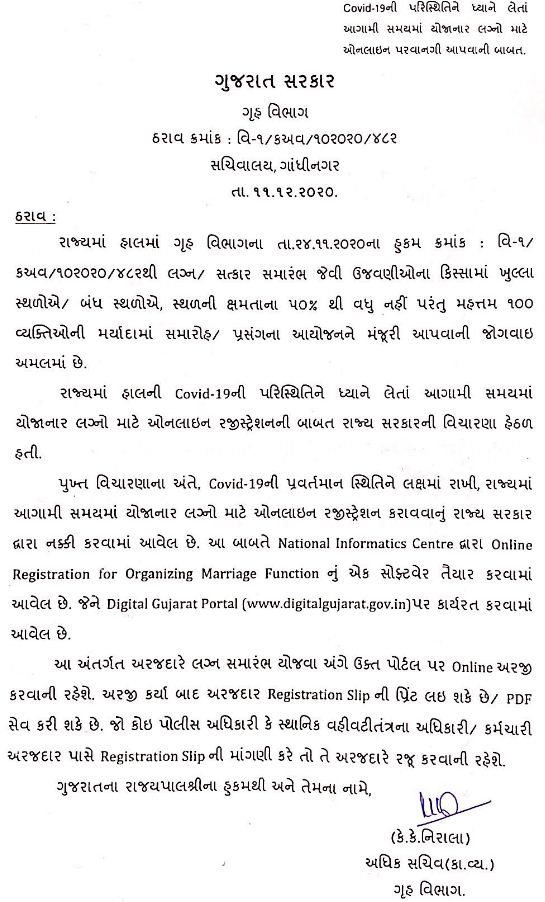 Covid-19ની પરિસ્થિતિને ધ્યાને લેતાં
આગામી સમયમાં યોજાનાર લગ્નો માટે
ઓનલાઇન પરવાનગી આપવાની બાબત.
ગુજરાત સરકાર
ગૃહ વિભાગ
ઠરાવ ક્રમાંક : વિ-૧/કઅવ/૧૦૨૦૨૦/૪૮૨
સચિવાલય, ગાંધીનગર
તા. ૧૧.૧૨.૨૦૨૦.
ઠરાવ :
રાજ્યમાં હાલમાં ગૃહ વિભાગના તા.૨૪.૧૧.૨૦૨૦ના હુકમ ક્રમાંક : વિ-૧/
કઅવ/૧૦૨૦૨૦/૪૮૨થી લગ્ન/ સત્કાર સમારંભ જેવી ઉજવણીઓના કિસ્સામાં ખુલ્લા
સ્થળોએ/ બંધ સ્થળોએ, સ્થળની ક્ષમતાના ૫૦% થી વધુ નહીં પરંતુ મહત્તમ ૧૦૦
વ્યક્તિઓની મર્યાદામાં સમારોહ/ પ્રસંગના આયોજનને મંજૂરી આપવાની જોગવાઇ
અમલમાં છે.
રાજ્યમાં હાલની Covid-19ની પરિસ્થિતિને ધ્યાને લેતાં આગામી સમયમાં
યોજાનાર લગ્નો માટે ઓનલાઇન રજીસ્ટ્રેશનની બાબત રાજ્ય સરકારની વિચારણા હેઠળ
હતી.
પુખ્ત વિચારણાના અંતે, Covid-19ની પ્રવર્તમાન સ્થિતિને લક્ષમાં રાખી, રાજ્યમાં
આગામી સમયમાં યોજાનાર લગ્નો માટે ઓનલાઇન રજીસ્ટ્રેશન કરાવવાનું રાજ્ય સરકાર
દ્વારા નક્કી કરવામાં આવેલ છે. આ બાબતે National Informatics Centre દ્વારા Online
Registration for Organizing Marriage Function નું એક સોફ્ટવેર તૈયાર કરવામાં
આવેલ છે. જેને Digital Gujarat Portal (www.digitalgujarat.gov.in)પર કાર્યરત કરવામાં
આવેલ છે.
આ અંતર્ગત અરજદારે લગ્ન સમારંભ યોજવા અંગે ઉક્ત પોર્ટલ પર Online અરજી
કરવાની રહેશે. અરજી કર્યા બાદ અરજદાર Registration Slip ની પ્રિંટ લઇ શકે છે/ PDF
સેવ કરી શકે છે. જો કોઇ પોલીસ અધિકારી કે સ્થાનિક વહીવટીતંત્રના અધિકારી/ કર્મચારી
અરજદાર પાસે Registration Slip ની માંગણી કરે તો તે અરજદારે રજૂ કરવાની રહેશે.
ગુજરાતના રાજ્યપાલશ્રીના હુકમથી અને તેમના નામે,
(કે.કે.નિરાલા)
અધિક સચિવ(કા.વ્ય.)
ગૃહ વિભાગ.